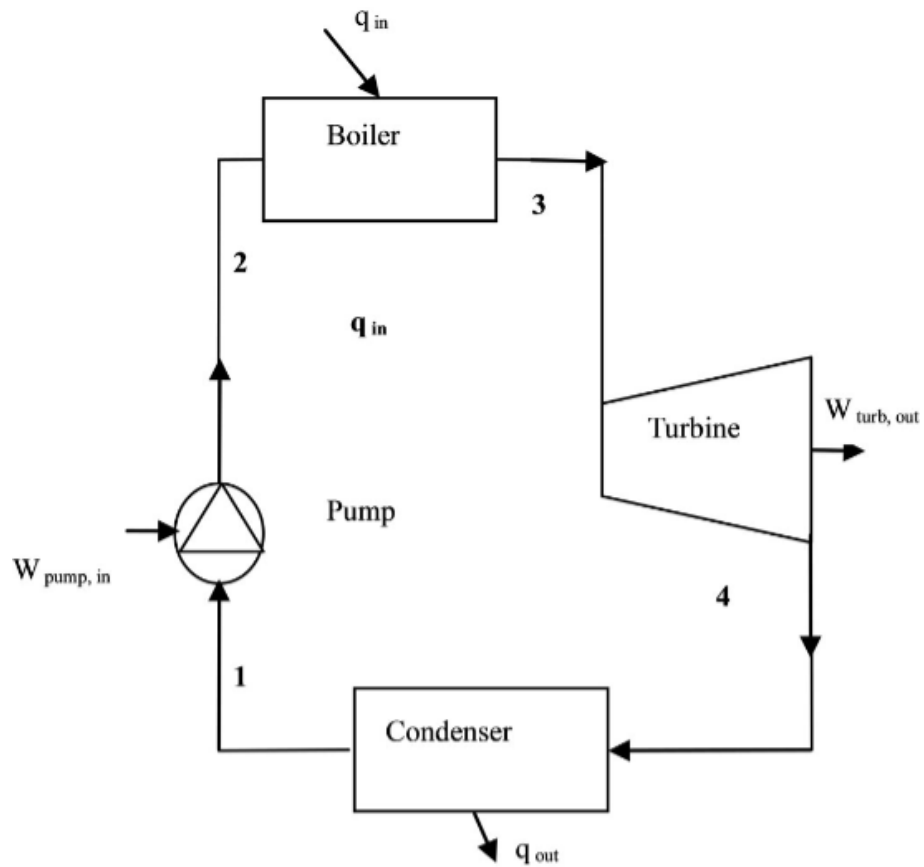 q in
Boiler
3
2
q in
W turb, out
Turbine
Pump
W pump, in
4
1
Condenser
q out